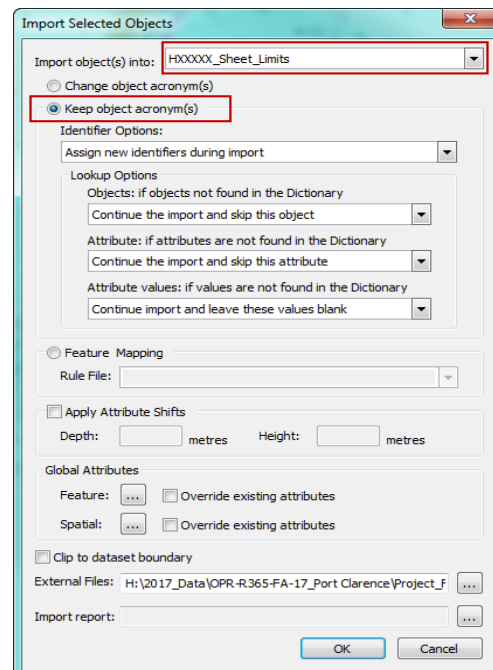 Import Selected Objects
Import object(s) into: HXXXXX_Sheet_Limits
Change object acronym(s)
Keep object acronym(s)
Identifier Options:
Assign new identifiers during import
Lookup Options
Objects: if objects not found in the Dictionary
Continue the import and skip this object
Attribute: if attributes are not found in the Dictionary
Continue the import and skip this attribute
Attribute values: if values are not found in the Dictionary
Continue import and leave these values blank
Feature Mapping
Rule File:
Apply Attribute Shifts
Depth: metres Height: metres
Global Attributes
Feature: ... Override existing attributes
Spatial: ... Override existing attributes
Clip to dataset boundary
External Files: H:\2017_Data\OPR-R365-FA-17_Port Clarence\Project_F ...
Import report: ...
OK Cancel